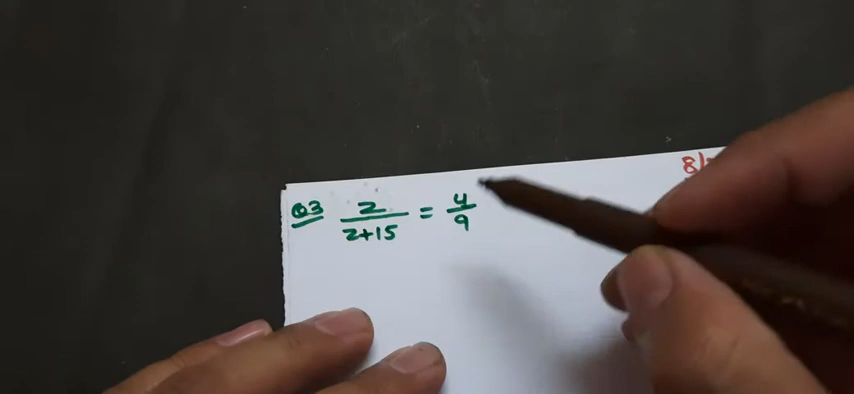 Q3 z/(z+15) = 4/9